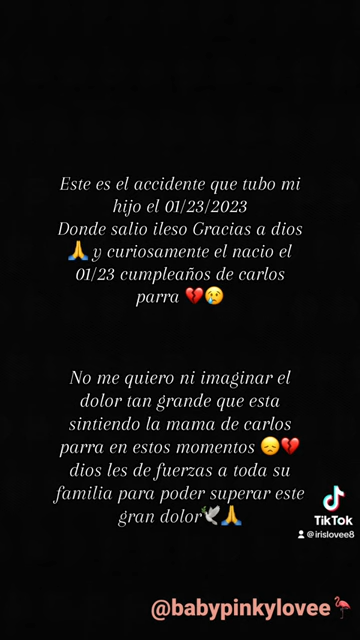 Este es el accidente que tubo mi
hijo el 01/23/2023
Donde salio ileso Gracias a dios
🙏 y curiosamente el nacio el
01/23 cumpleaños de carlos
parra 💔😢
No me quiero ni imaginar el
dolor tan grande que esta
sintiendo la mama de carlos
parra en estos momentos 😞💔
dios les de fuerzas a toda su
familia para poder superar este
gran dolor🕊️🙏
TikTok
@irislovee8
@babypinkylovee🦩